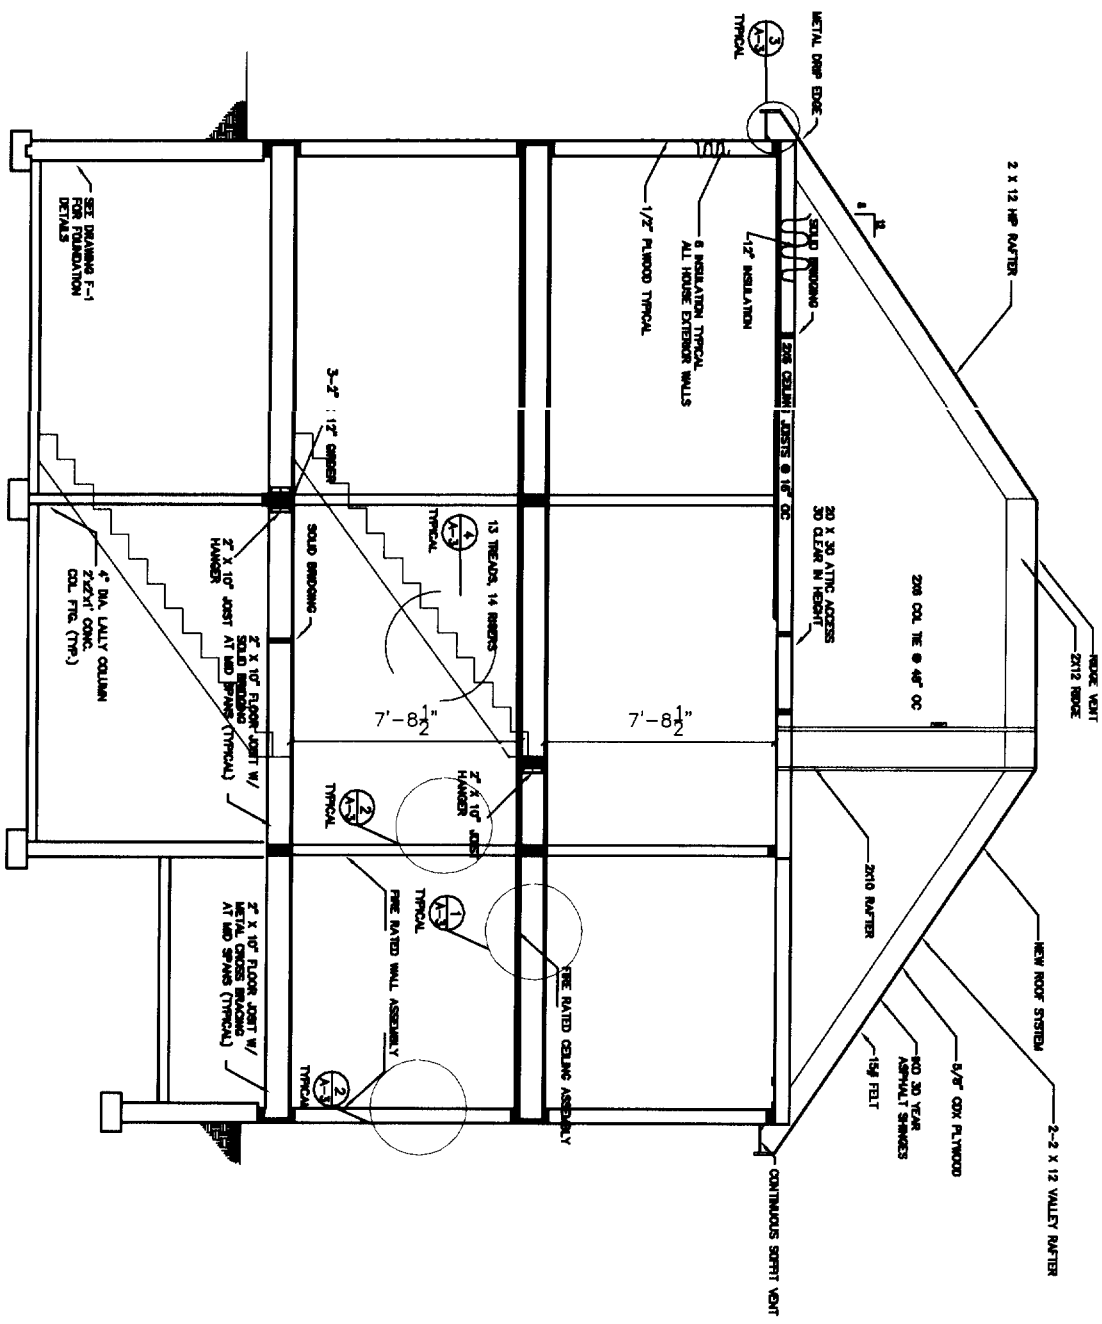 METAL DRIP EDGE
3
A-3
TYPICAL
2 X 12 HIP RAFTER
12
8
SOLID BRIDGING
12" INSULATION
6 INSULATION TYPICAL
ALL HOUSE EXTERIOR WALLS
1/2" PLWOOD TYPICAL
2X6 CEILIN JOISTS @ 16" OC
20 X 30 ATTIC ACCESS
30 CLEAR IN HEIGHT
2X8 COL TIE @ 48" OC
RIDGE VENT
2X12 RIDGE
2X10 RAFTER
NEW ROOF SYSTEM
2-2 X 12 VALLEY RAFTER
5/8" CDX PLYWOOD
30 YEAR
ASPHALT SHINGES
15# FELT
CONTINUOUS SOFFIT VENT
7'-8 1/2"
7'-8 1/2"
13 TREADS, 14 RISERS
4
A-3
TYPICAL
3-2" : 12" GIRDER
SOLID BRIDGING
2" X 10" JOIST
HANGER
2" X 10" JOIST
HANGER
2
A-3
TYPICAL
1
A-3
TYPICAL
FIRE RATED CEILING ASSEMBLY
FIRE RATED WALL ASSEMBLY
2
A-3
TYPICAL
2" X 10" FLOOR JOIST W/
SOLID BRIDGING
AT MID SPANS (TYPICAL)
2" X 10" FLOOR JOIST W/
METAL CROSS BRACING
AT MID SPANS (TYPICAL)
4" DIA. LALLY COLUMN
2'x2'x1' CONC.
COL. FTG. (TYP.)
SEE DRAWING F-1
FOR FOUNDATION
DETAILS